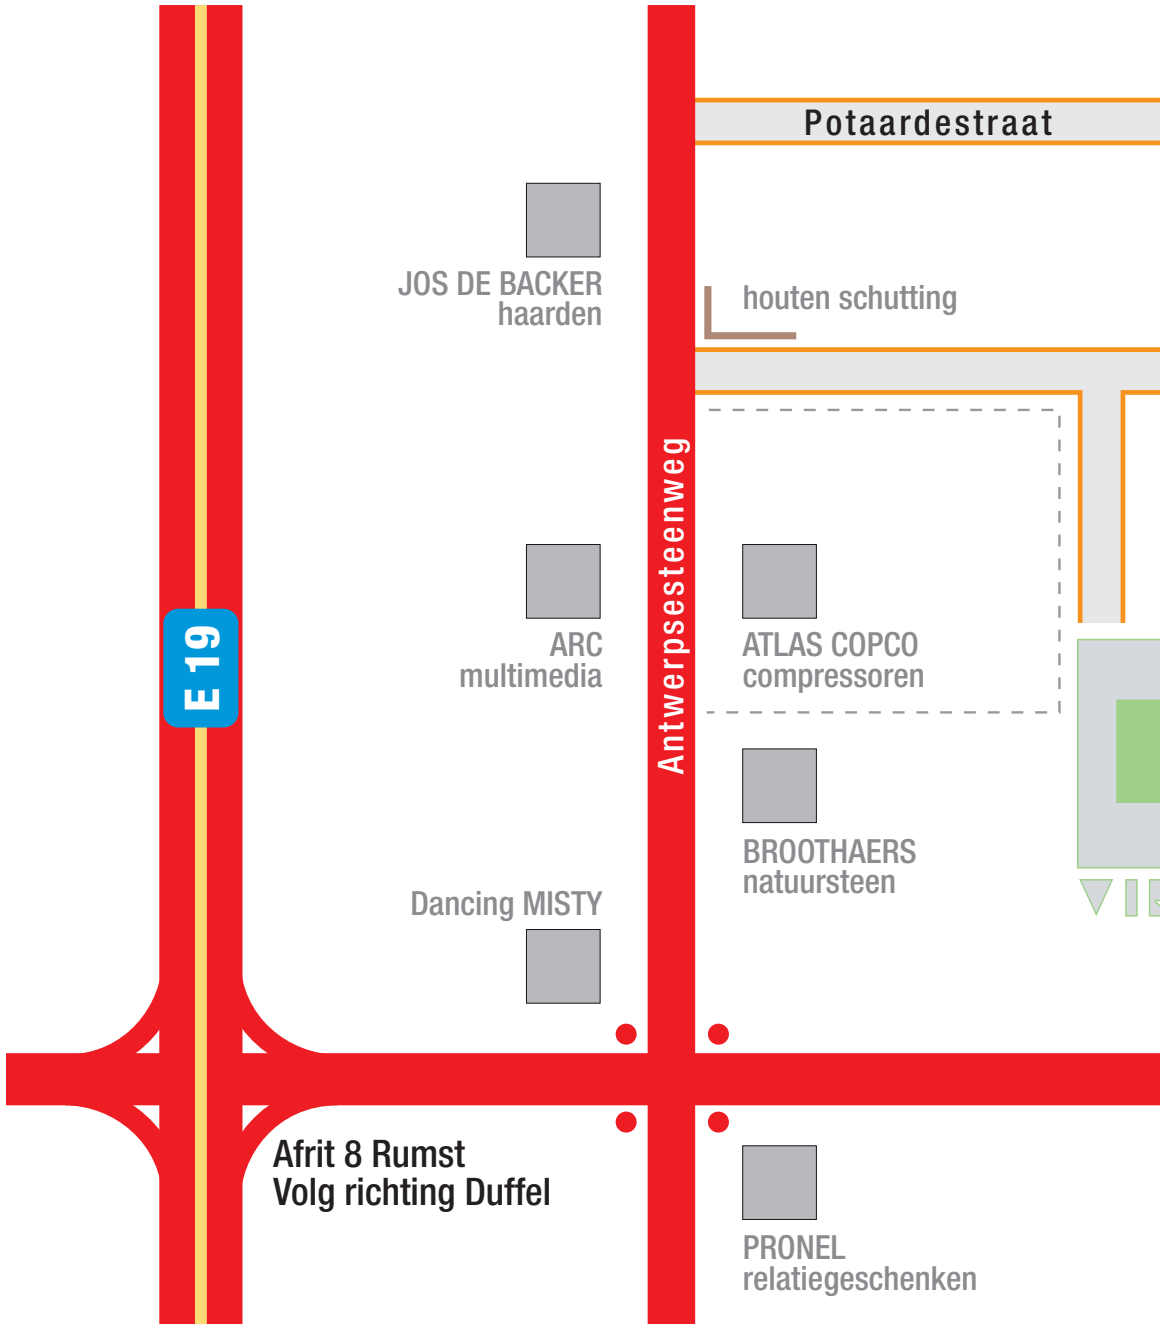 Potaardestraat
JOS DE BACKER
haarden
houten schutting
Antwerpsesteenweg
E 19
ARC
multimedia
ATLAS COPCO
compressoren
BROOTHAERS
natuursteen
Dancing MISTY
Afrit 8 Rumst
Volg richting Duffel
PRONEL
relatiegeschenken